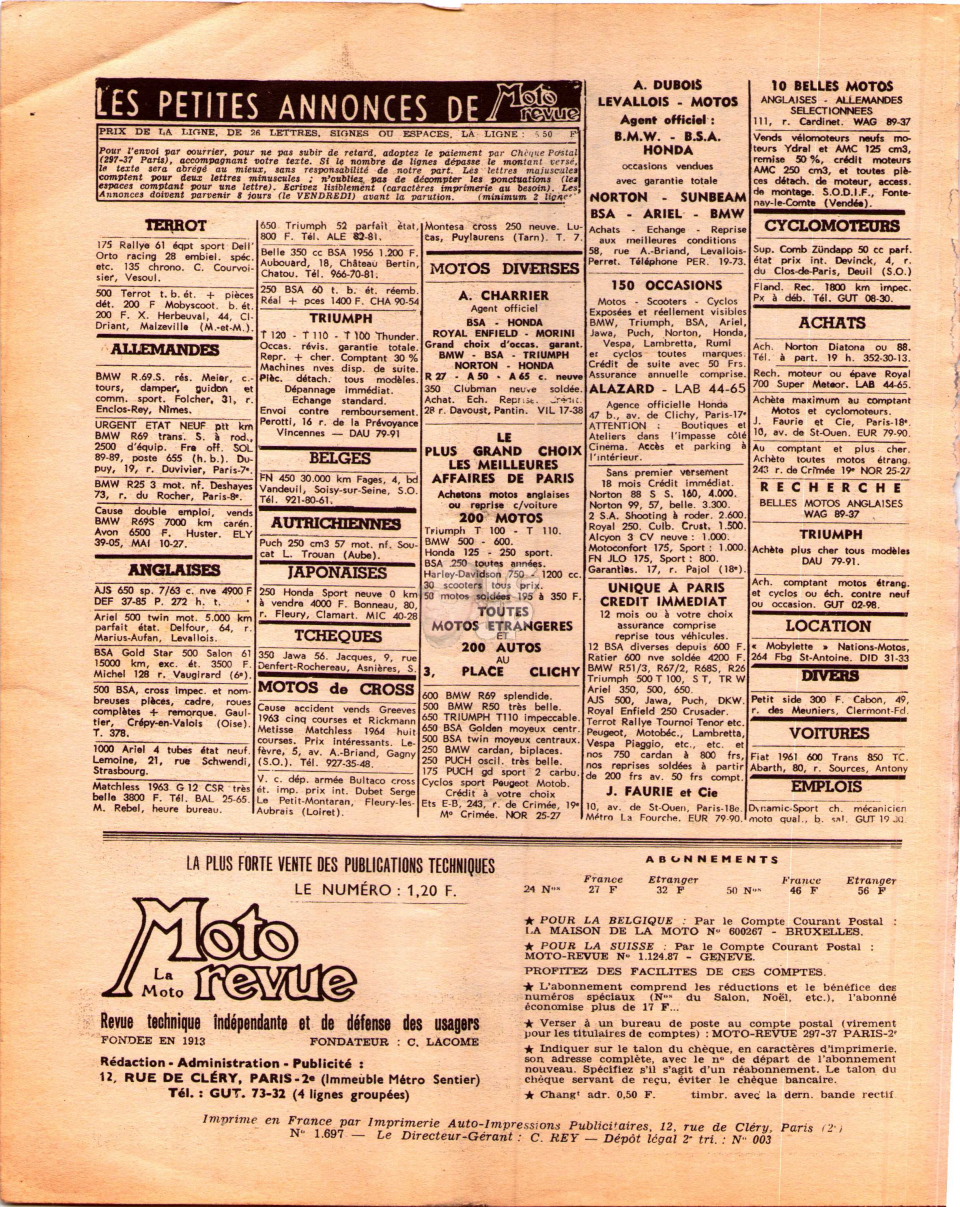 LES PETITES ANNONCES DE Moto revue
PRIX DE LA LIGNE, DE 26 LETTRES, SIGNES OU ESPACES, LA LIGNE : 50 F
Pour l'envoi par courrier, pour ne pas subir de retard, adoptez le paiement par Chèque Postal
(297-37 Paris), accompagnant votre texte. Si le nombre de lignes dépasse le montant versé,
le texte sera abrégé au mieux, sans responsabilité de notre part. Les lettres majuscules
comptent pour deux lettres minuscules ; n'oubliez pas de décompter les ponctuations (les
espaces comptant pour une lettre). Ecrivez lisiblement (caractères imprimerie au besoin). Les
Annonces doivent parvenir 8 jours (le VENDREDI) avant la parution. (minimum 2 lignes
TERROT
175 Rallye 61 éqpt sport Dell'
Orto racing 28 embiel. spéc.
etc. 135 chrono. C. Courvoi-
sier, Vesoul.
500 Terrot t. b. ét. + pièces
dét. 200 F Mobyscoot. b. ét.
200 F. X. Herbeuval, 44, Cl-
Driant, Malzeville (M.-et-M.).
ALLEMANDES
BMW R.69.S. rés. Meier, c.-
tours, damper, guidon et
comm. sport. Folcher, 31, r.
Enclos-Rey, Nîmes.
URGENT ETAT NEUF ptt km
BMW R69 trans. S. à rod.,
2500 d'équip. Fre off. SOL
89-89, poste 655 (h. b.). Du-
puy, 19, r. Duvivier, Paris-7e.
BMW R25 3 mot. nf. Deshayes
73, r. du Rocher, Paris-8e.
Cause double emploi, vends
BMW R69S 7000 km carén.
Avon 6500 F. Huster. ELY
39-05, MAI 10-27.
ANGLAISES
AJS 650 sp. 7/63 c. nve 4900 F
DEF 37-85 P. 272 h. t.
Ariel 500 twin mot. 5.000 km
parfait état. Delfour, 64, r.
Marius-Aufan, Levallois.
BSA Gold Star 500 Salon 61
15000 km, exc. ét. 3500 F.
Michel 128 r. Vaugirard (6e).
500 BSA, cross impec. et nom-
breuses pièces, cadre, roues
complètes + remorque. Gaul-
tier, Crépy-en-Valois (Oise).
T. 378.
1000 Ariel 4 tubes état neuf.
Lemoine, 21, rue Schwendi,
Strasbourg.
Matchless 1963 G 12 CSR très
belle 3800 F. Tél. BAL 25-65.
M. Rebel, heure bureau.
650 Triumph 52 parfait état,
800 F. Tél. ALE 82-81.
Belle 350 cc BSA 1956 1.200 F.
Aubouard, 18, Château Bertin,
Chatou. Tél. 966-70-81.
250 BSA 60 t. b. ét. réemb.
Réal + pces 1400 F. CHA 90-54
TRIUMPH
T 120 - T 110 - T 100 Thunder.
Occas. révis. garantie totale.
Repr. + cher. Comptant 30 %
Machines nves disp. de suite.
Pièc. détach. tous modèles.
Dépannage immédiat.
Echange standard.
Envoi contre remboursement.
Perotti, 16 r. de la Prévoyance
Vincennes — DAU 79-91
BELGES
FN 450 30.000 km Fages, 4, bd
Vandeuil, Soisy-sur-Seine, S.O.
Tél. 921-80-61.
AUTRICHIENNES
Puch 250 cm3 57 mot. nf. Sou-
cat L. Trouan (Aube).
JAPONAISES
250 Honda Sport neuve 0 km
à vendre 4000 F. Bonneau, 80,
r. Fleury, Clamart. MIC 40-28
TCHEQUES
350 Jawa 56. Jacques, 9, rue
Denfert-Rochereau, Asnières, S.
MOTOS de CROSS
Cause accident vends Greeves
1963 cinq courses et Rickmann
Metisse Matchless 1964 huit
courses. Prix intéressants. Le-
fèvre, 5, av. A.-Briand, Gagny
(S.O.). Tél. 927-35-48.
V. c. dép. armée Bultaco cross
ét. imp. prix int. Dubet Serge
Le Petit-Montaran, Fleury-les-
Aubrais (Loiret).
Montesa cross 250 neuve. Lu-
cas, Puylaurens (Tarn). T. 7.
MOTOS DIVERSES
A. CHARRIER
Agent officiel
BSA - HONDA
ROYAL ENFIELD - MORINI
Grand choix d'occas. garant.
BMW - BSA - TRIUMPH
NORTON - HONDA
R 27 - A 50 - A 65 c. neuve
350 Clubman neuve soldée.
Achat. Ech. Reprise. Crédit.
28 r. Davoust, Pantin. VIL 17-38
LE
PLUS GRAND CHOIX
LES MEILLEURES
AFFAIRES DE PARIS
Achetons motos anglaises
ou reprise c/voiture
200 MOTOS
Triumph T 100 - T 110.
BMW 500 - 600.
Honda 125 - 250 sport.
BSA 250 toutes années.
Harley-Davidson 750 - 1200 cc.
30 scooters tous prix.
50 motos soldées 195 à 350 F.
TOUTES
MOTOS ETRANGERES
ET
200 AUTOS
AU
3, PLACE CLICHY
600 BMW R69 splendide.
500 BMW R50 très belle.
650 TRIUMPH T110 impeccable.
650 BSA Golden moyeux centr.
500 BSA twin moyeux centraux.
250 BMW cardan, biplaces.
250 PUCH oscil. très belle.
175 PUCH gd sport 2 carbu.
Cyclos sport Peugeot Motob.
Crédit à votre choix
Ets E-B, 243, r. de Crimée, 19e
Mo Crimée. NOR 25-27
A. DUBOIS
LEVALLOIS - MOTOS
Agent officiel :
B.M.W. - B.S.A.
HONDA
occasions vendues
avec garantie totale
NORTON - SUNBEAM
BSA - ARIEL - BMW
Achats - Echange - Reprise
aux meilleures conditions
58, rue A.-Briand, Levallois-
Perret. Téléphone PER. 19-73.
150 OCCASIONS
Motos - Scooters - Cyclos
Exposées et réellement visibles
BMW, Triumph, BSA, Ariel,
Jawa, Puch, Norton, Honda,
Vespa, Lambretta, Rumi
et cyclos toutes marques.
Crédit de suite avec 50 Frs.
Assurance annuelle comprise.
ALAZARD - LAB 44-65
Agence officielle Honda
47 b., av. de Clichy, Paris-17e
ATTENTION : Boutiques et
Ateliers dans l'impasse côté
Cinéma. Accès et parking à
l'intérieur.
Sans premier versement
18 mois Crédit immédiat.
Norton 88 S S. 160, 4.000.
Norton 99, 57, belle. 3.300.
2 S.A. Shooting à roder. 2.600.
Royal 250. Culb. Crust. 1.500.
Alcyon 3 CV neuve : 1.000.
Motoconfort 175, Sport : 1.000.
FN JLO 175, Sport : 800.
Garanties. 17, r. Pajol (18e).
UNIQUE À PARIS
CREDIT IMMEDIAT
12 mois ou à votre choix
assurance comprise
reprise tous véhicules.
12 BSA diverses depuis 600 F.
Ratier 600 nve soldée 4200 F.
BMW R51/3, R67/2, R68S, R26
Triumph 500 T 100, S T, TR W
Ariel 350, 500, 650.
AJS 500, Jawa, Puch, DKW.
Royal Enfield 250 Crusader.
Terrot Rallye Tournoi Tenor etc.
Peugeot, Motobéc., Lambretta,
Vespa Piaggio, etc., etc. et
nos 750 cardan à 800 frs,
nos reprises soldées à partir
de 200 frs av. 50 frs compt.
J. FAURIE et Cie
10, av. de St-Ouen, Paris-18e.
Métro La Fourche. EUR 79-90.
10 BELLES MOTOS
ANGLAISES - ALLEMANDES
SELECTIONNEES
111, r. Cardinet. WAG 89-37
Vends vélomoteurs neufs mo-
teurs Ydral et AMC 125 cm3,
remise 50 %, crédit moteurs
AMC 250 cm3, et toutes piè-
ces détach. de moteur, access.
de montage. S.O.D.I.F., Fonte-
nay-le-Comte (Vendée).
CYCLOMOTEURS
Sup. Comb Zündapp 50 cc parf.
état prix int. Devinck, 4, r.
du Clos-de-Paris, Deuil (S.O.)
Fland. Rec. 1800 km impec.
Px à déb. Tél. GUT 08-30.
ACHATS
Ach. Norton Diatona ou 88.
Tél. à part. 19 h. 352-30-13.
Rech. moteur ou épave Royal
700 Super Meteor. LAB 44-65.
Achète maximum au comptant
Motos et cyclomoteurs.
J. Faurie et Cie, Paris-18e.
10, av. de St-Ouen. EUR 79-90.
Au comptant et plus cher.
Achète toutes motos étrang.
243 r. de Crimée 19e NOR 25-27
RECHERCHE
BELLES MOTOS ANGLAISES
WAG 89-37
TRIUMPH
Achète plus cher tous modèles
DAU 79-91.
Ach. comptant motos étrang.
et cyclos ou éch. contre neuf
ou occasion. GUT 02-98.
LOCATION
« Mobylette » Nations-Motos,
264 Fbg St-Antoine. DID 31-33
DIVERS
Petit side 300 F. Cabon, 49,
r. des Meuniers, Clermont-Fd.
VOITURES
Fiat 1961 600 Trans 850 TC.
Abarth, 80, r. Sources, Antony
EMPLOIS
Dynamic-Sport ch. mécanicien
moto qual., b. sal. GUT 19
LA PLUS FORTE VENTE DES PUBLICATIONS TECHNIQUES
LE NUMÉRO : 1,20 F.
La Moto
Moto revue
Revue technique indépendante et de défense des usagers
FONDEE EN 1913 FONDATEUR : C. LACOME
Rédaction - Administration - Publicité :
12, RUE DE CLÉRY, PARIS-2e (Immeuble Métro Sentier)
Tél. : GUT. 73-32 (4 lignes groupées)
ABONNEMENTS
France Etranger France Etranger
24 Nos 27 F 32 F 50 Nos 46 F 56 F
★ POUR LA BELGIQUE : Par le Compte Courant Postal :
LA MAISON DE LA MOTO No 600267 - BRUXELLES.
★ POUR LA SUISSE : Par le Compte Courant Postal :
MOTO-REVUE No 1.124.87 - GENEVE.
PROFITEZ DES FACILITES DE CES COMPTES.
★ L'abonnement comprend les réductions et le bénéfice des
numéros spéciaux (Nos du Salon, Noël, etc.), l'abonné
économise plus de 17 F...
★ Verser à un bureau de poste au compte postal (virement
pour les titulaires de comptes) : MOTO-REVUE 297-37 PARIS-2e
★ Indiquer sur le talon du chèque, en caractères d'imprimerie,
son adresse complète, avec le no de départ de l'abonnement
nouveau. Spécifiez s'il s'agit d'un réabonnement. Le talon du
chèque servant de reçu, éviter le chèque bancaire.
★ Changt adr. 0,50 F. timbr. avec la dern. bande rectif
Imprime en France par Imprimerie Auto-Impressions Publicitaires, 12, rue de Cléry, Paris (2e)
No 1.697 — Le Directeur-Gérant : C. REY — Dépôt légal 2e tri. : No 003